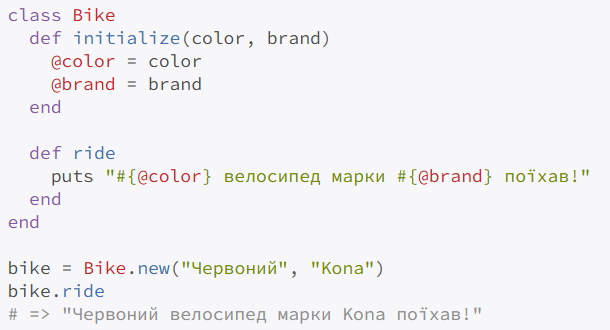 class Bike
  def initialize(color, brand)
    @color = color
    @brand = brand
  end

  def ride
    puts "#{@color} велосипед марки #{@brand} поїхав!"
  end
end

bike = Bike.new("Червоний", "Kona")
bike.ride
# => "Червоний велосипед марки Kona поїхав!"